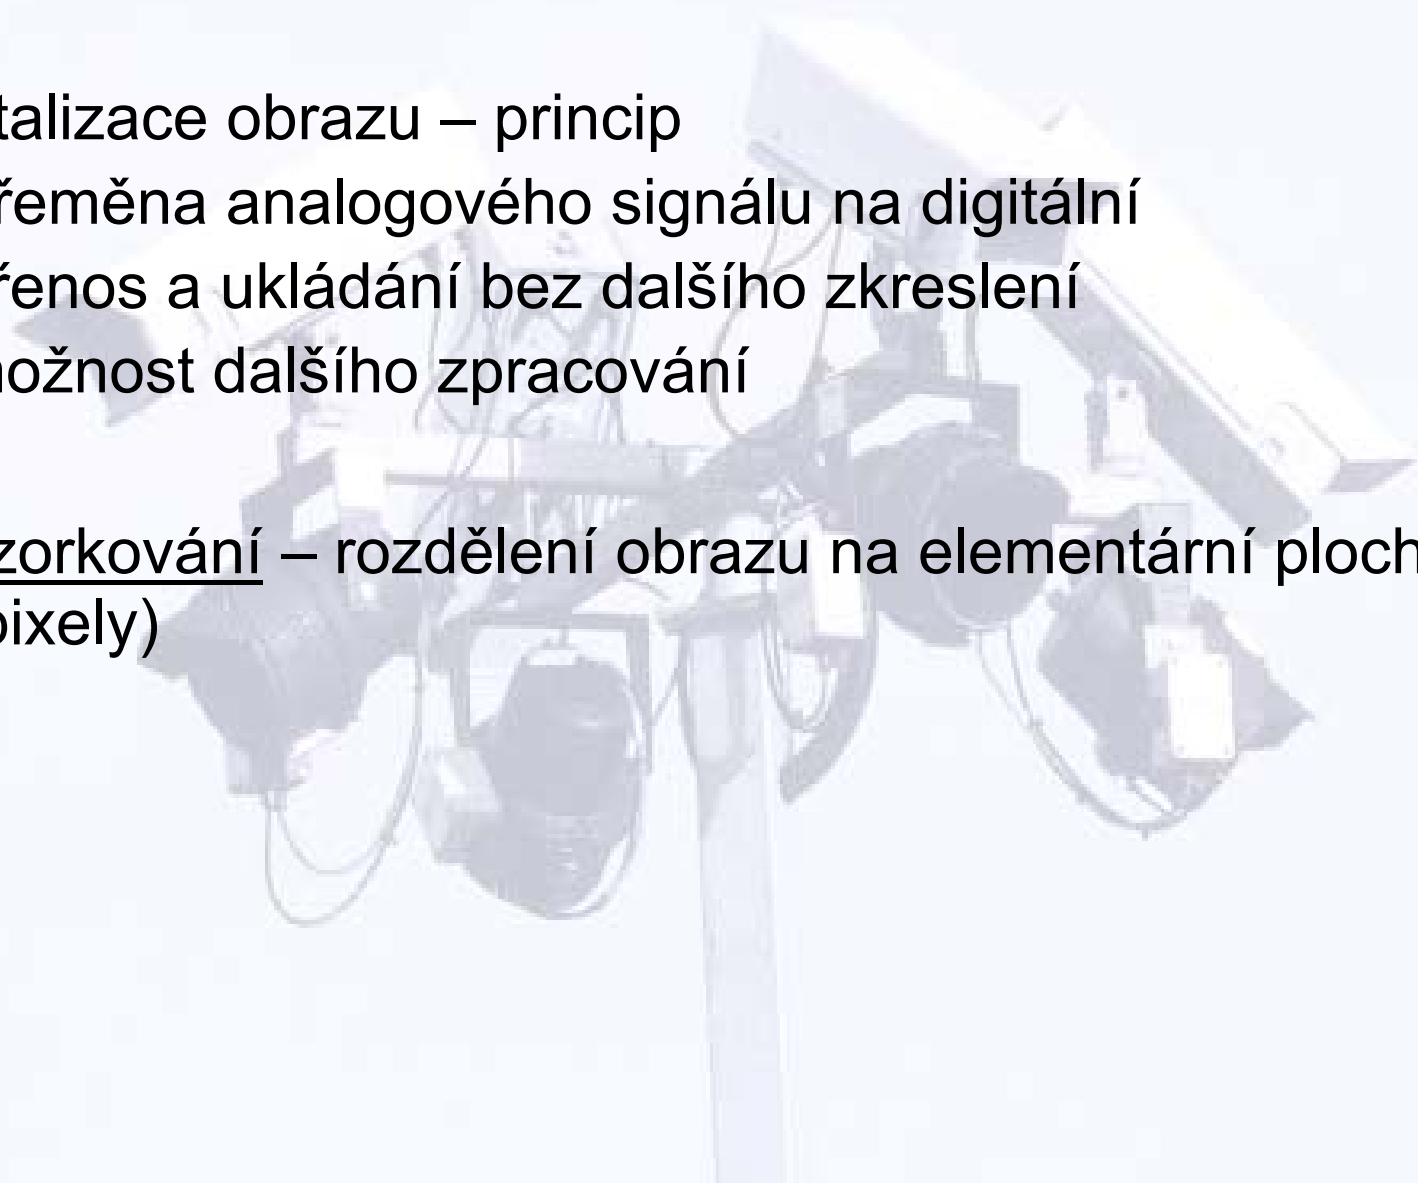 talizace obrazu – princip
řeměna analogového signálu na digitální
řenos a ukládání bez dalšího zkreslení
ožnost dalšího zpracování
zorkování – rozdělení obrazu na elementární ploch
pixely)